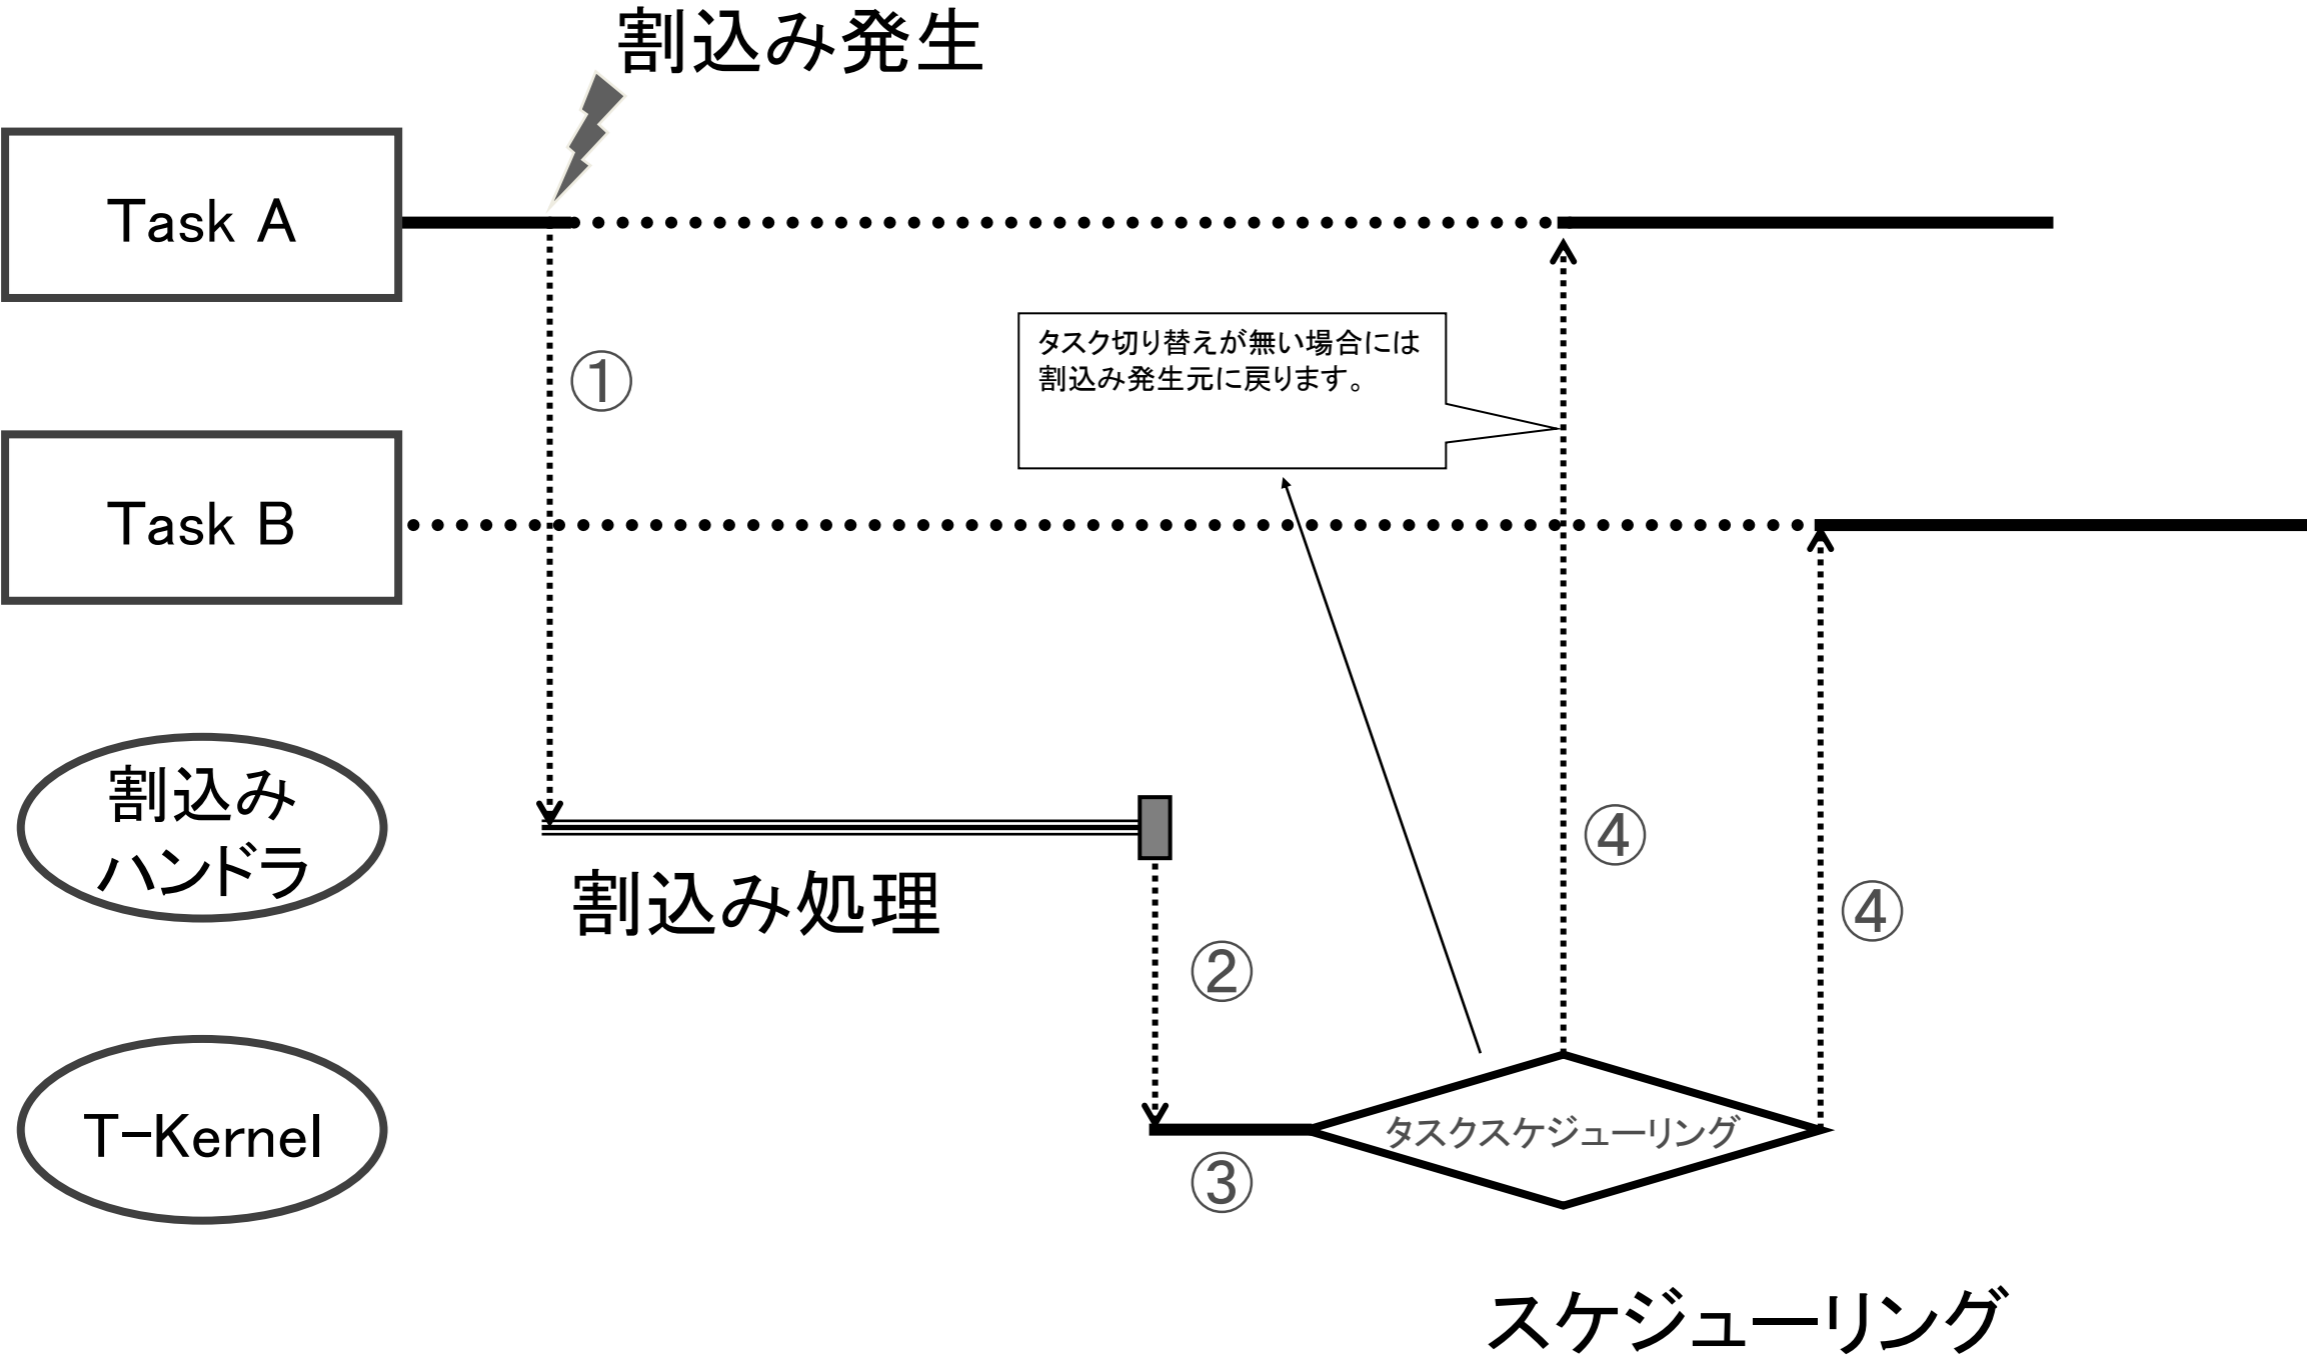 割込み発生
Task A
タスク切り替えが無い場合には
割込み発生元に戻ります。
①
Task B
割込み
ハンドラ
割込み処理
④
④
②
T-Kernel
タスクスケジューリング
③
スケジューリング